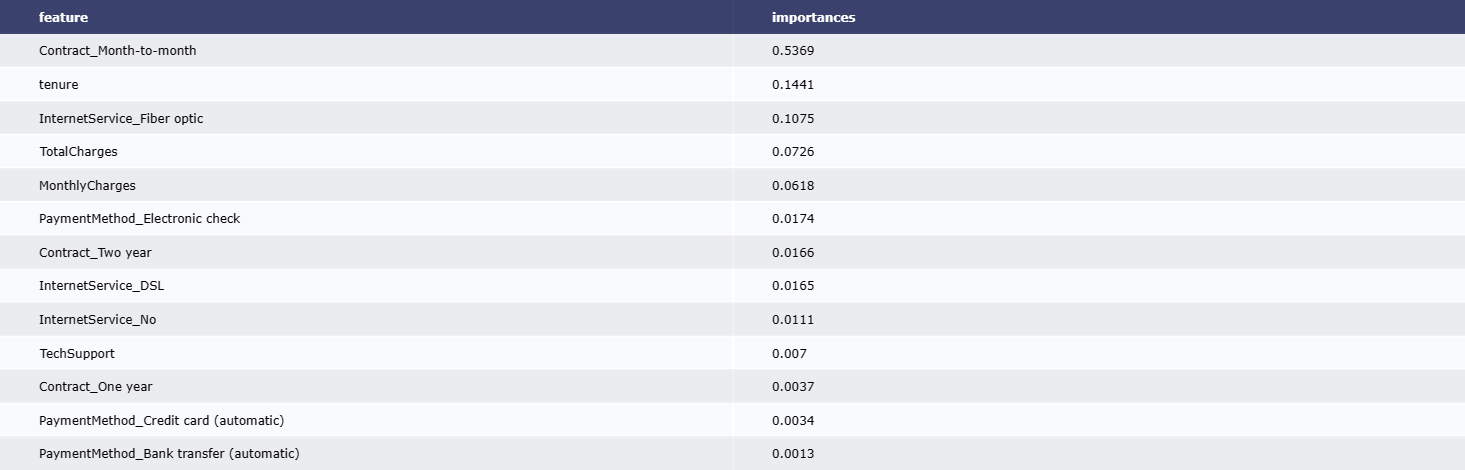 feature importances
Contract_Month-to-month 0.5369
tenure 0.1441
InternetService_Fiber optic 0.1075
TotalCharges 0.0726
MonthlyCharges 0.0618
PaymentMethod_Electronic check 0.0174
Contract_Two year 0.0166
InternetService_DSL 0.0165
InternetService_No 0.0111
TechSupport 0.007
Contract_One year 0.0037
PaymentMethod_Credit card (automatic) 0.0034
PaymentMethod_Bank transfer (automatic) 0.0013